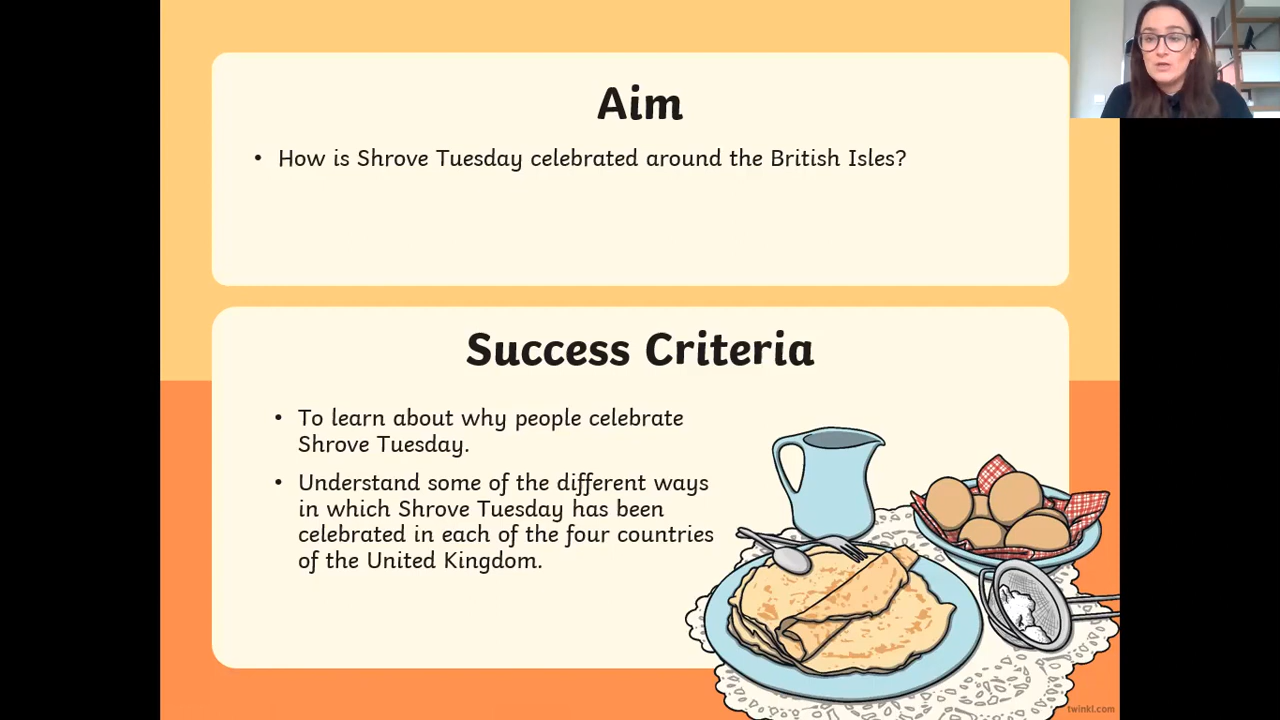 Aim
• How is Shrove Tuesday celebrated around the British Isles?
Success Criteria
• To learn about why people celebrate
Shrove Tuesday.
• Understand some of the different ways
in which Shrove Tuesday has been
celebrated in each of the four countries
of the United Kingdom.
twinkl.com